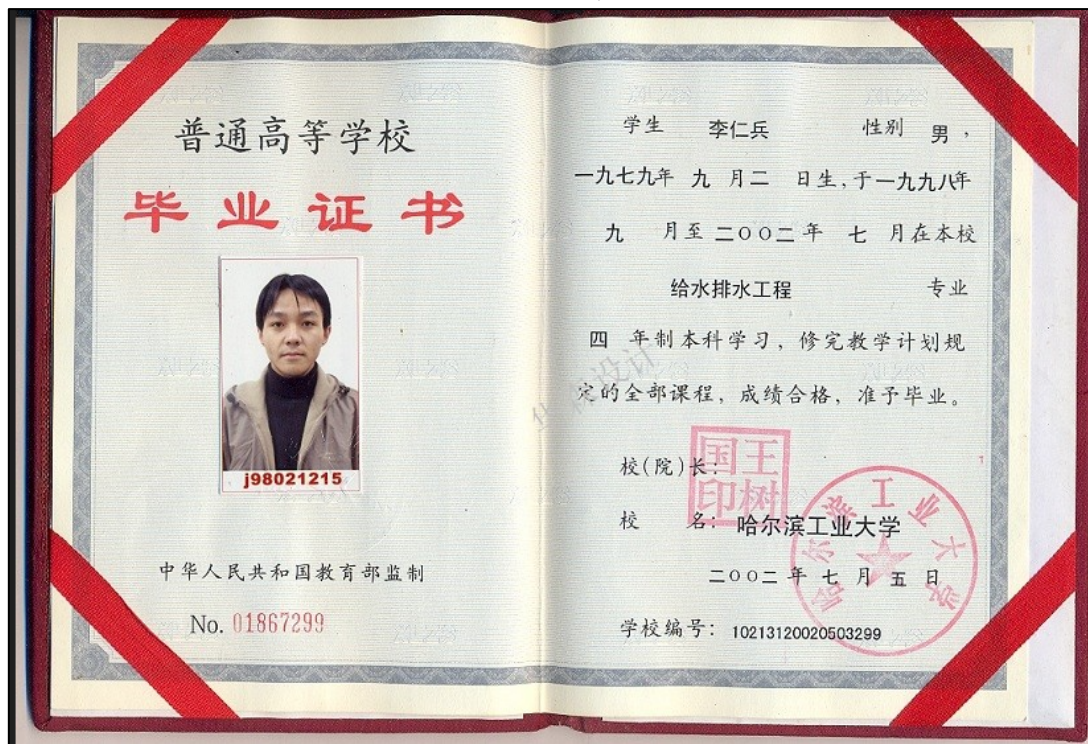 普通高等学校
毕业证书
j98021215
中华人民共和国教育部监制
No. 01867299
学生 李仁兵 性别 男，
一九七九年 九 月二 日生，于一九九八年
九 月至 二〇〇二 年 七 月在本校
给水排水工程 专业
四 年制本科学习，修完教学计划规
定的全部课程，成绩合格，准予毕业。
校(院)长：
国王
印树
校 名：哈尔滨工业大学
哈尔滨工业大学
二〇〇二 年 七 月 五 日
学校编号：10213120020503299